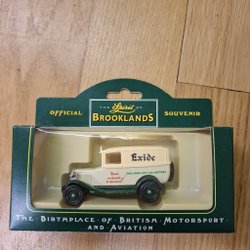 THE Spirit OF
BROOKLANDS
OFFICIAL SOUVENIR
Exide
THE BIRTHPLACE OF BRITISH MOTORSPORT
AND AVIATION